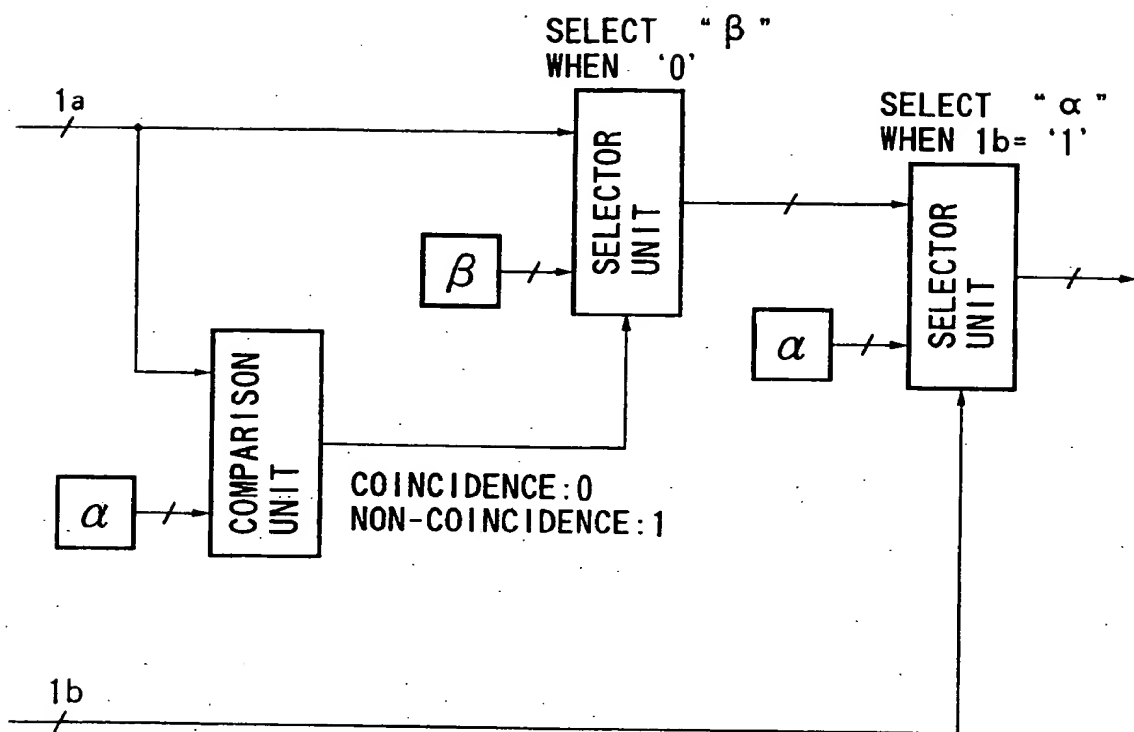 SELECT “β”
WHEN ‘0’
1a
SELECT “α”
WHEN 1b= ‘1’
SELECTOR
UNIT
β
SELECTOR
UNIT
α
COMPARISON
UNIT
COINCIDENCE:0
NON-COINCIDENCE:1
α
1b